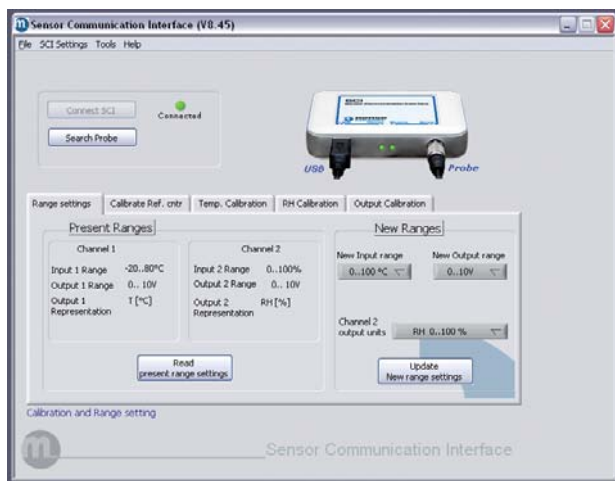 m Sensor Communication Interface (V8.45)
File SCI Settings Tools Help
Connect SCI
Connected
Search Probe
SCI
USB
Probe
Range settings Calibrate Ref. cntr Temp. Calibration RH Calibration Output Calibration
Present Ranges
Channel 1
Input 1 Range -20..80°C
Output 1 Range 0.. 10V
Output 1 T [°C]
Representation
Channel 2
Input 2 Range 0..100%
Output 2 Range 0.. 10V
Output 2 RH[%]
Representation
Read
present range settings
New Ranges
New Input range New Output range
0..100 °C 0..10V
Channel 2
output units RH 0..100 %
Update
New range settings
Calibration and Range setting
m Sensor Communication Interface